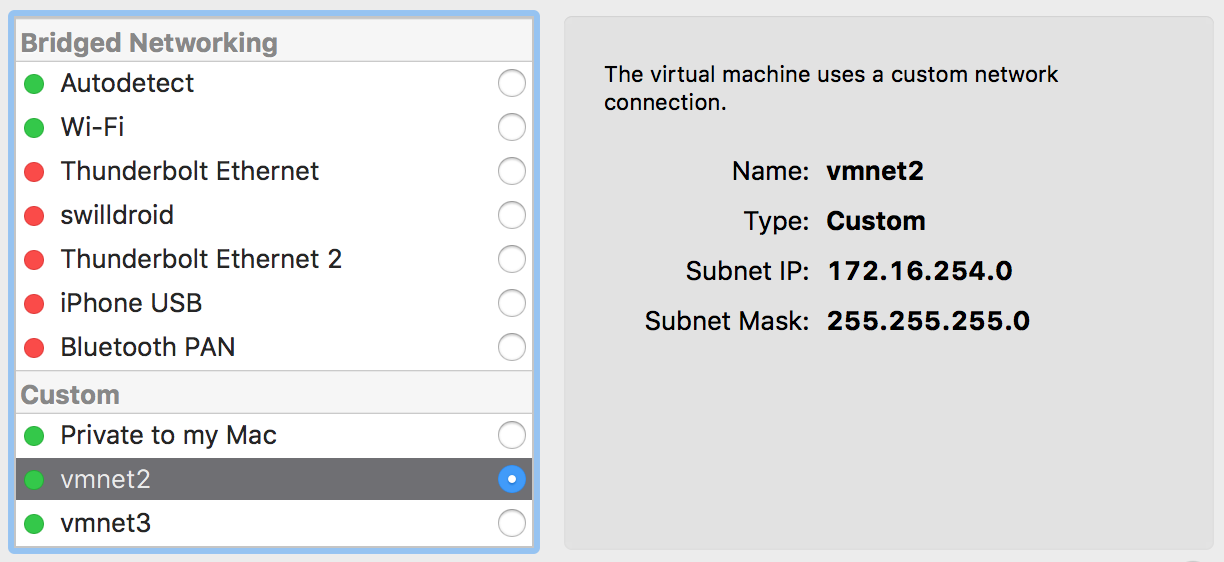 Bridged Networking
Autodetect
Wi-Fi
Thunderbolt Ethernet
swilldroid
Thunderbolt Ethernet 2
iPhone USB
Bluetooth PAN
Custom
Private to my Mac
vmnet2
vmnet3
The virtual machine uses a custom network
connection.
Name: vmnet2
Type: Custom
Subnet IP: 172.16.254.0
Subnet Mask: 255.255.255.0